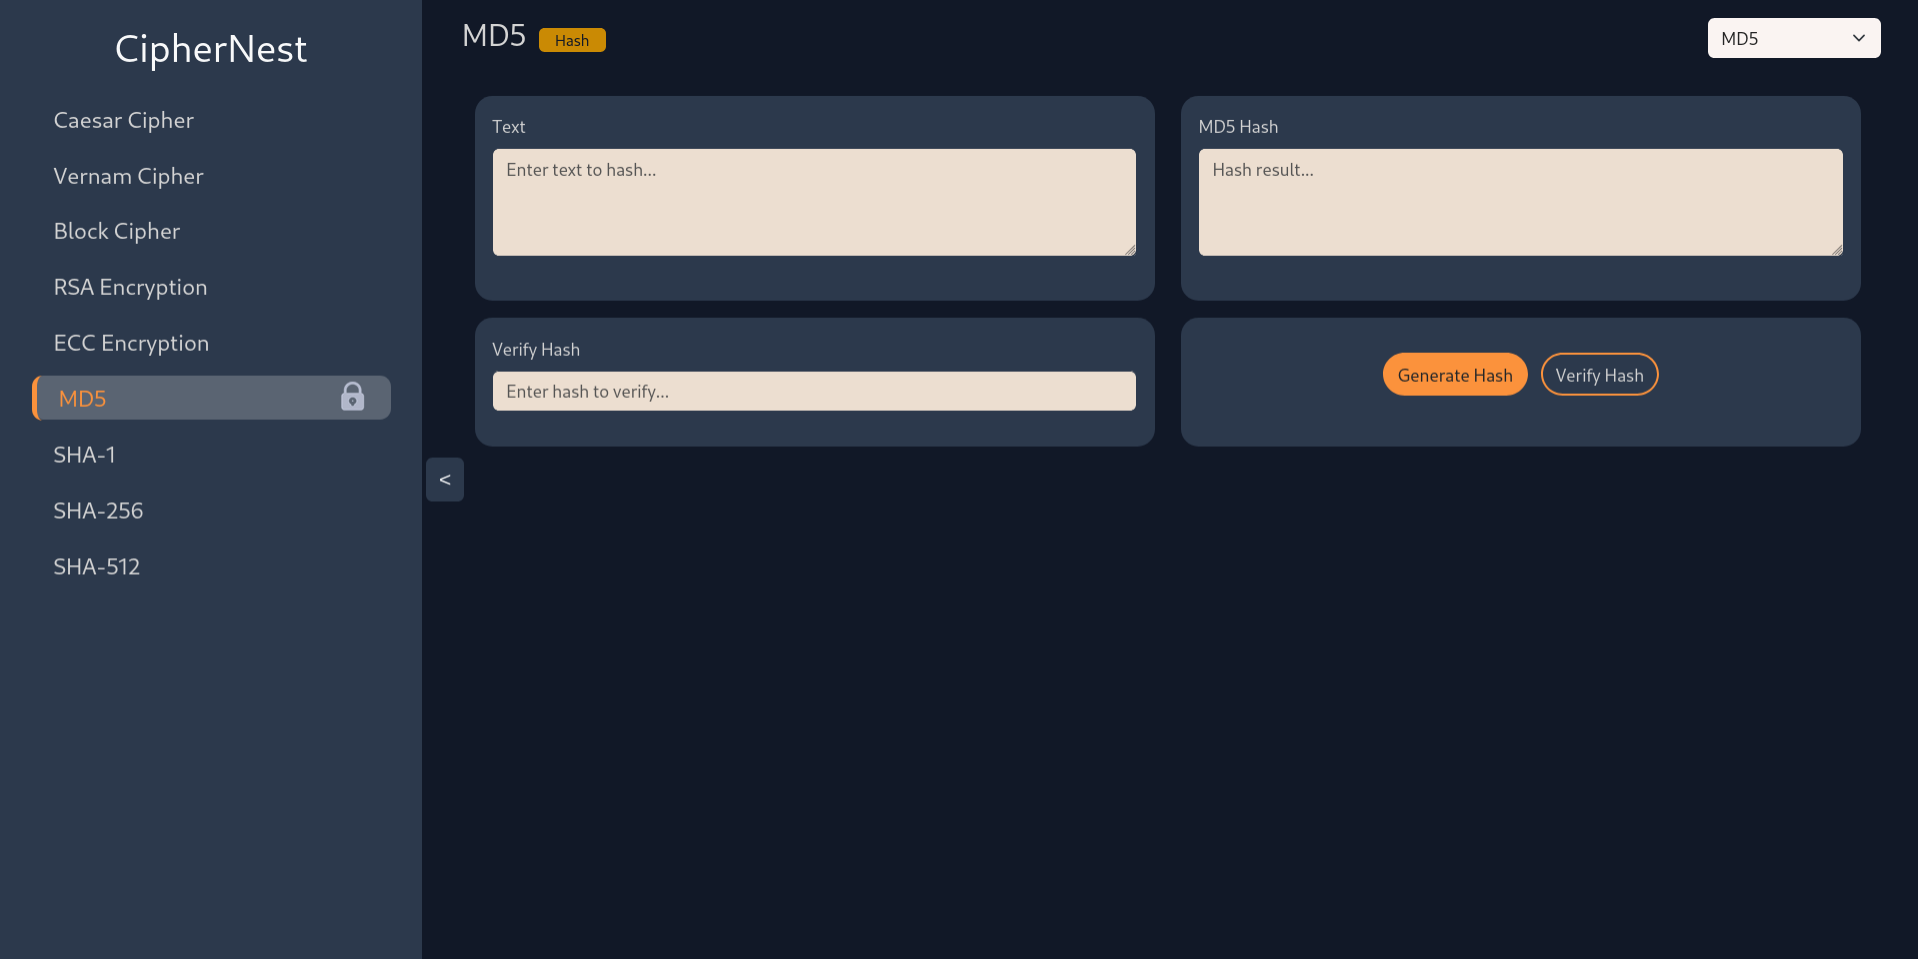 CipherNest
Caesar Cipher
Vernam Cipher
Block Cipher
RSA Encryption
ECC Encryption
MD5
SHA-1
SHA-256
SHA-512
<
MD5
Hash
MD5
Text
Enter text to hash...
MD5 Hash
Hash result...
Verify Hash
Enter hash to verify...
Generate Hash
Verify Hash